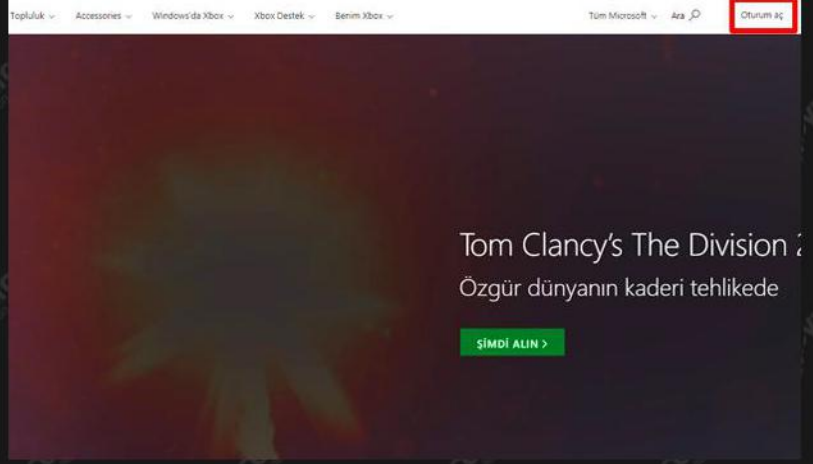 Topluluk Accessories Windows'da Xbox Xbox Destek Benim Xbox Tüm Microsoft Ara Oturum aç
Tom Clancy's The Division 2
Özgür dünyanın kaderi tehlikede
ŞİMDİ ALIN >